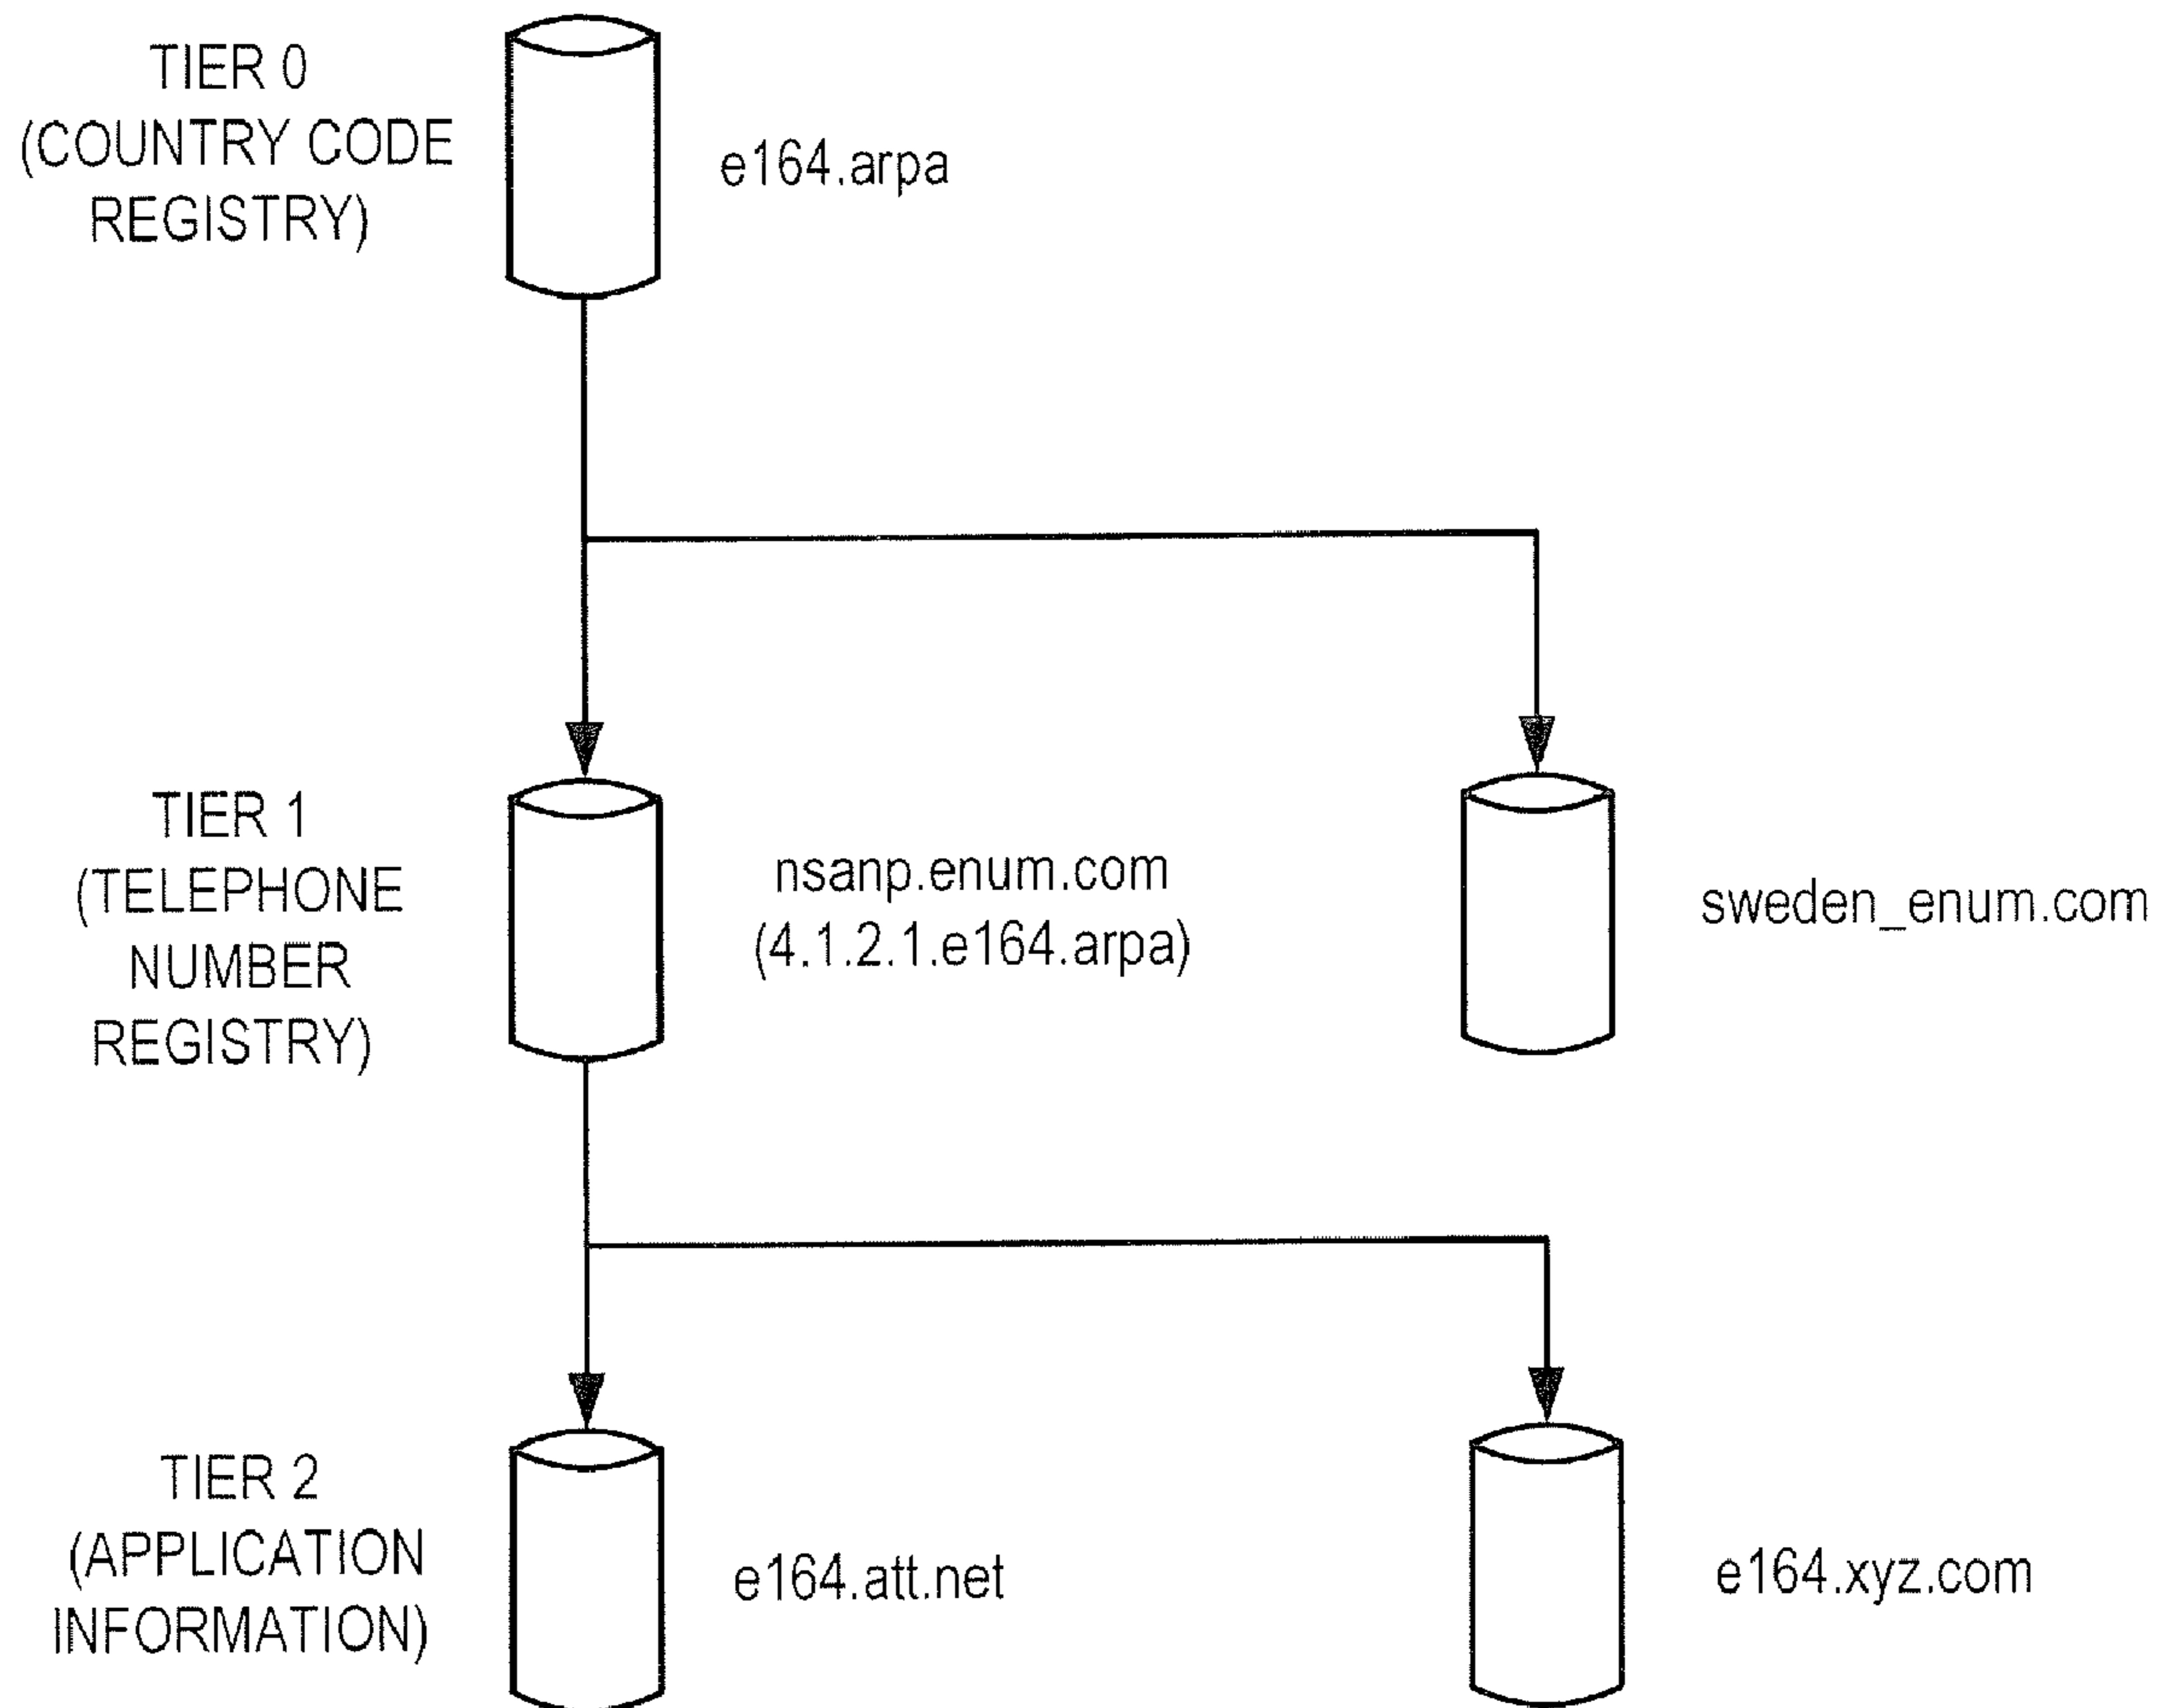 TIER 0
(COUNTRY CODE
REGISTRY)
e164.arpa
TIER 1
(TELEPHONE
NUMBER
REGISTRY)
nsanp.enum.com
(4.1.2.1.e164.arpa)
sweden_enum.com
TIER 2
(APPLICATION
INFORMATION)
e164.att.net
e164.xyz.com